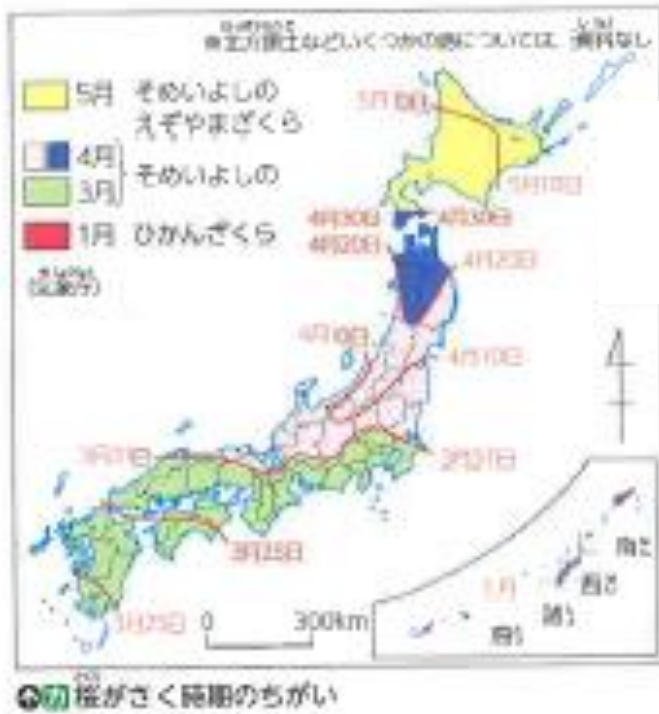 ※北方領土などいくつかの島については、資料なし
5月 そめいよしの
えぞやまざくら
4月
3月
そめいよしの
1月 ひかんざくら
(気象庁)
5月10日
5月10日
4月30日
4月30日
4月20日
4月20日
4月10日
4月10日
3月31日
3月31日
3月25日
3月25日
0 300km
1月
桜がさく時期のちがい